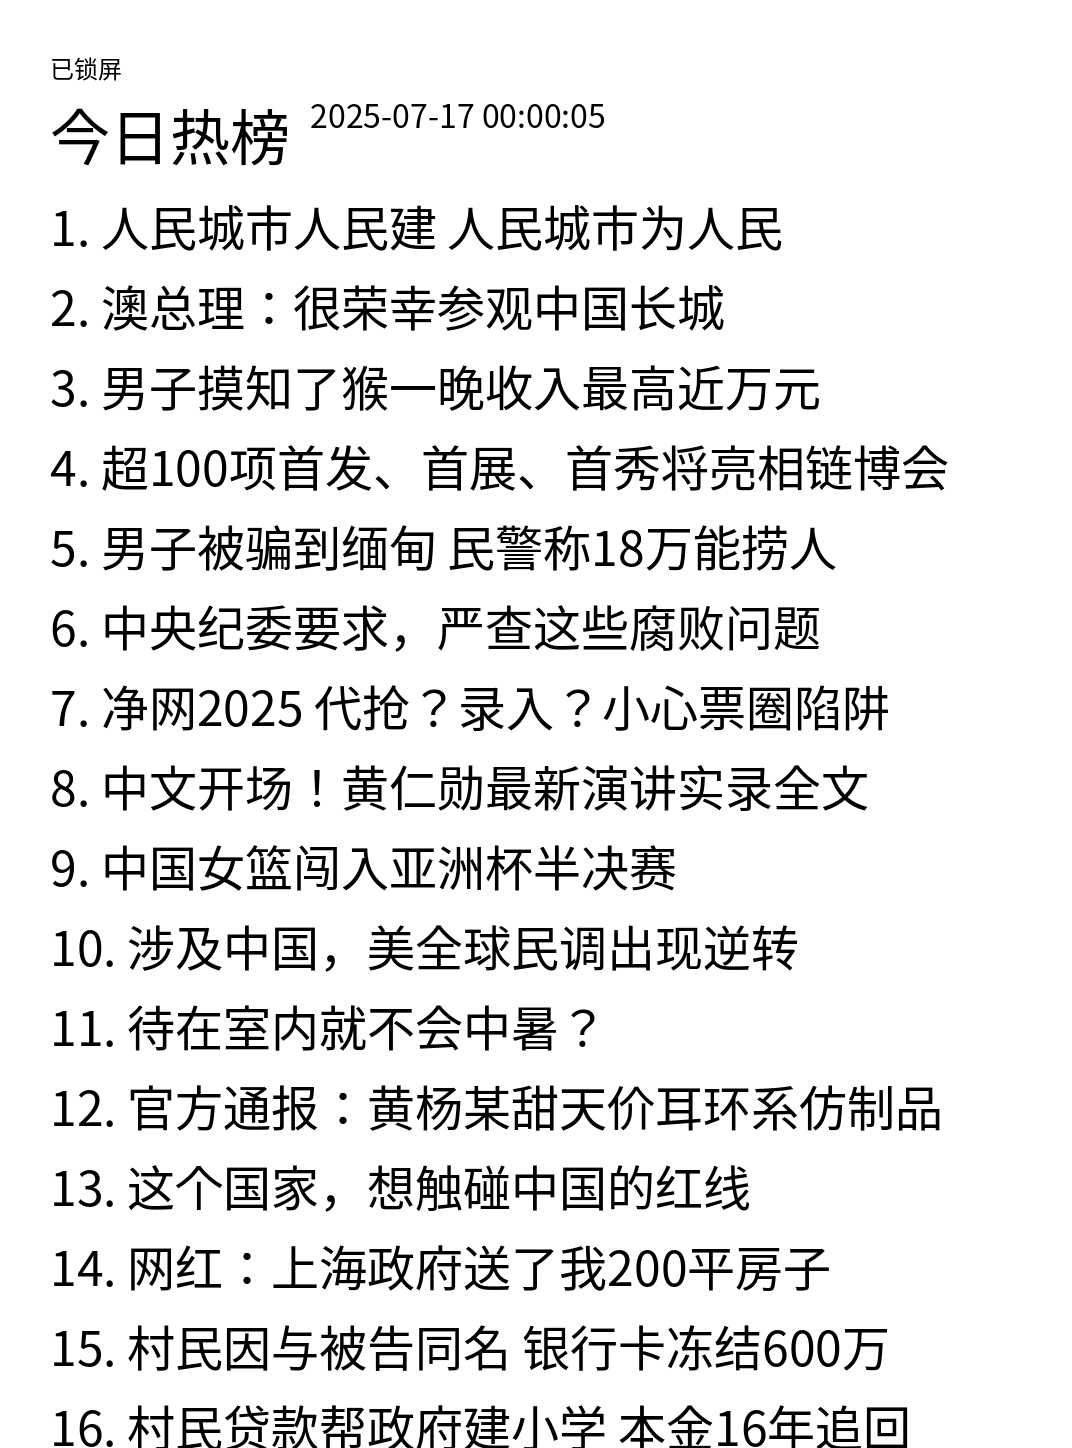 已锁屏
今日热榜 2025-07-17 00:00:05
1. 人民城市人民建 人民城市为人民
2. 澳总理：很荣幸参观中国长城
3. 男子摸知了猴一晚收入最高近万元
4. 超100项首发、首展、首秀将亮相链博会
5. 男子被骗到缅甸 民警称18万能捞人
6. 中央纪委要求，严查这些腐败问题
7. 净网2025 代抢？录入？小心票圈陷阱
8. 中文开场！黄仁勋最新演讲实录全文
9. 中国女篮闯入亚洲杯半决赛
10. 涉及中国，美全球民调出现逆转
11. 待在室内就不会中暑？
12. 官方通报：黄杨某甜天价耳环系仿制品
13. 这个国家，想触碰中国的红线
14. 网红：上海政府送了我200平房子
15. 村民因与被告同名 银行卡冻结600万
16. 村民贷款帮政府建小学 本金16年追回